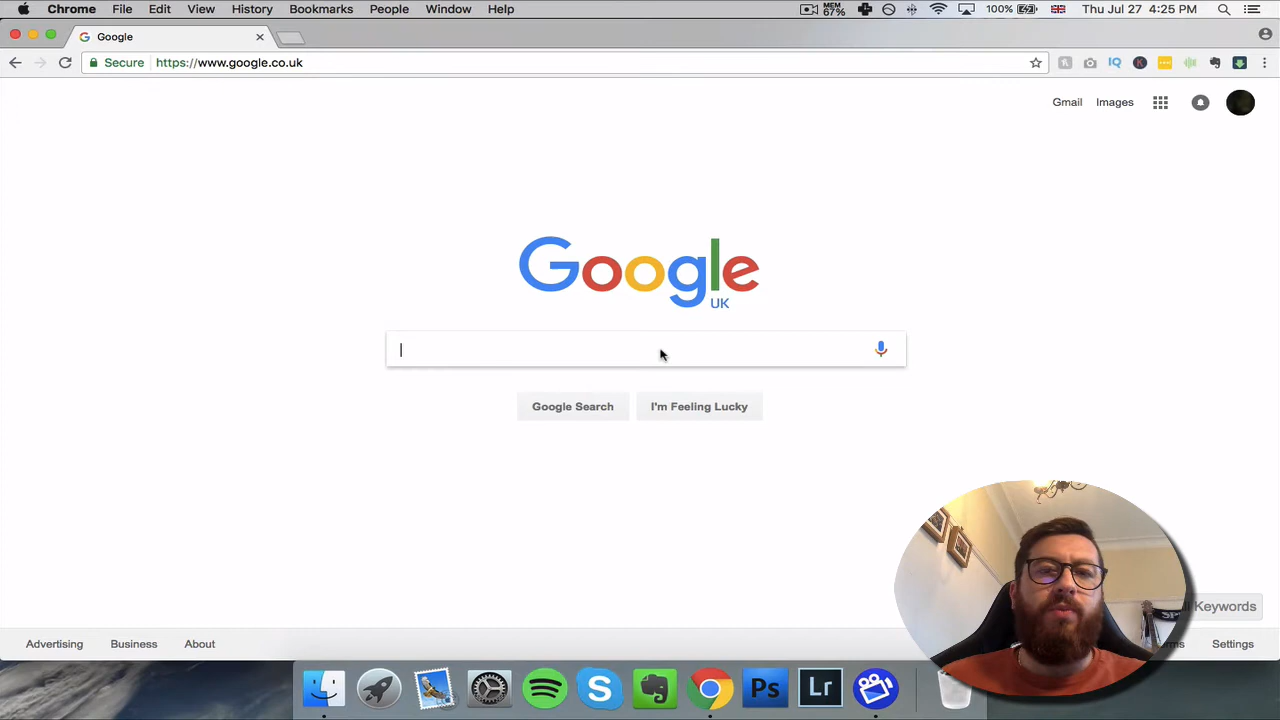 Chrome File Edit View History Bookmarks People Window Help MEM 67% 100% Thu Jul 27 4:25 PM
Google
Secure https://www.google.co.uk
Gmail Images
Google
UK
Google Search I'm Feeling Lucky
Keywords
Advertising Business About Settings
Ps Lr